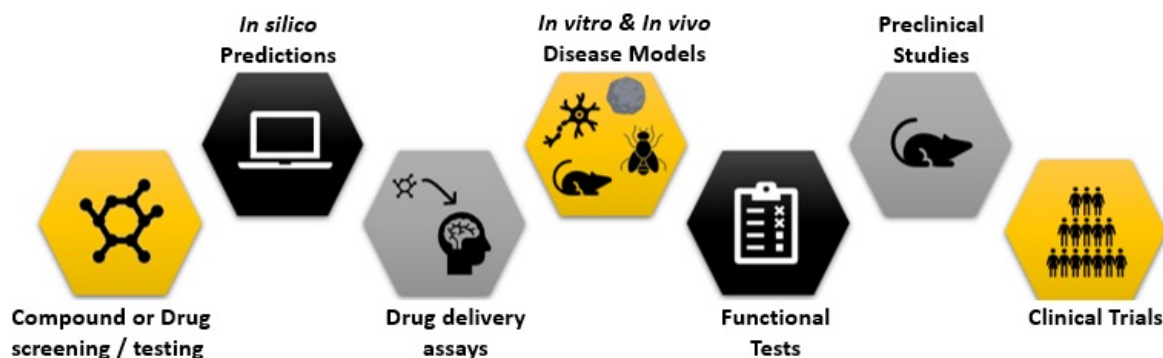 In silico
Predictions
In vitro & In vivo
Disease Models
Preclinical
Studies
Compound or Drug
screening / testing
Drug delivery
assays
Functional
Tests
Clinical Trials